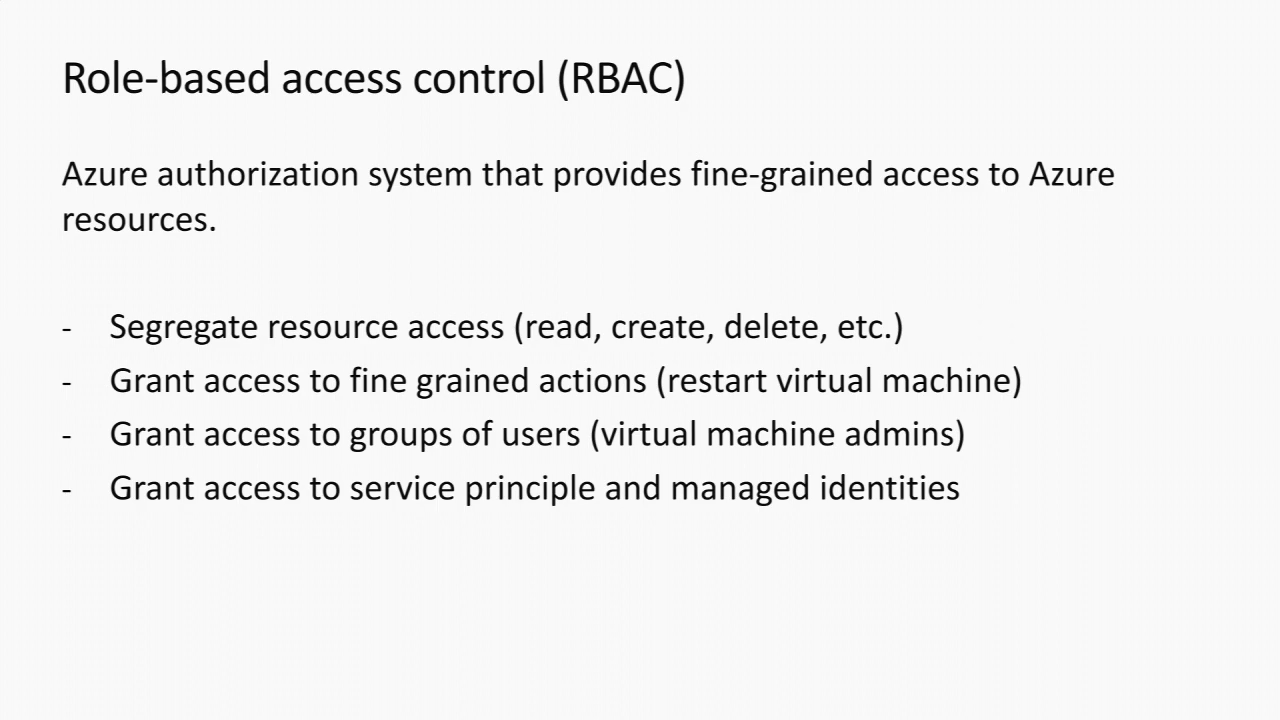 Role-based access control (RBAC)
Azure authorization system that provides fine-grained access to Azure
resources.
- Segregate resource access (read, create, delete, etc.)
- Grant access to fine grained actions (restart virtual machine)
- Grant access to groups of users (virtual machine admins)
- Grant access to service principle and managed identities